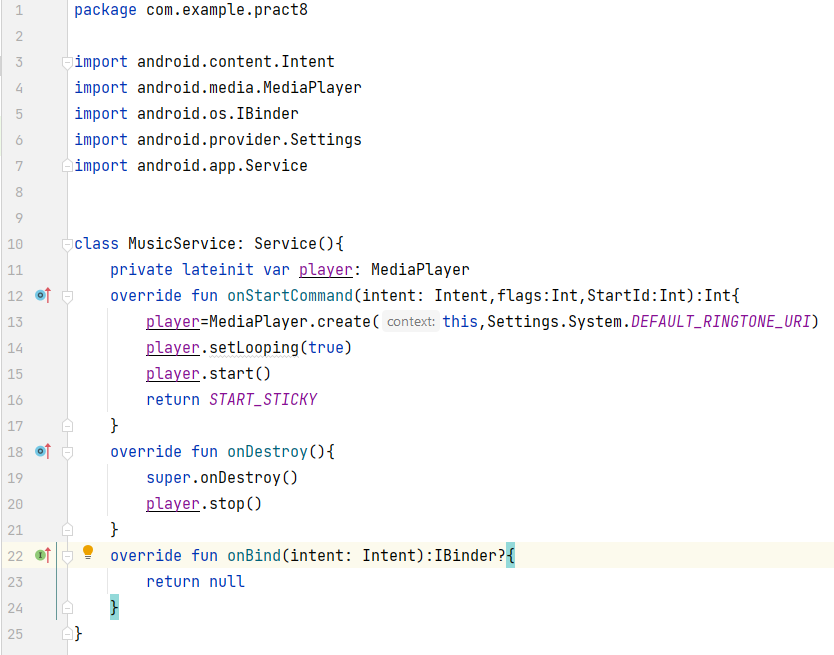 1 package com.example.pract8
2
3 import android.content.Intent
4 import android.media.MediaPlayer
5 import android.os.IBinder
6 import android.provider.Settings
7 import android.app.Service
8
9
10 class MusicService: Service(){
11     private lateinit var player: MediaPlayer
12     override fun onStartCommand(intent: Intent,flags:Int,StartId:Int):Int{
13         player=MediaPlayer.create( context: this,Settings.System.DEFAULT_RINGTONE_URI)
14         player.setLooping(true)
15         player.start()
16         return START_STICKY
17     }
18     override fun onDestroy(){
19         super.onDestroy()
20         player.stop()
21     }
22     override fun onBind(intent: Intent):IBinder?{
23         return null
24     }
25 }